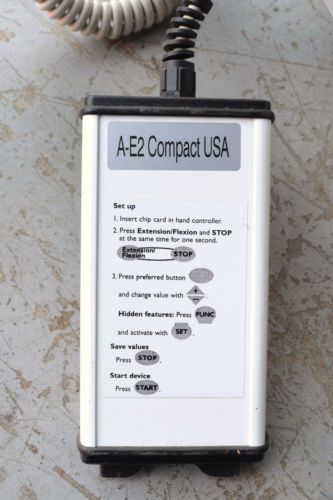 A-E2 Compact USA
Set up
1. Insert chip card in hand controller.
2. Press Extension/Flexion and STOP
at the same time for one second.
Extension/
Flexion STOP
3. Press preferred button
and change value with +
-
Hidden features: Press FUNC
and activate with SET.
Save values
Press STOP.
Start device
Press START.